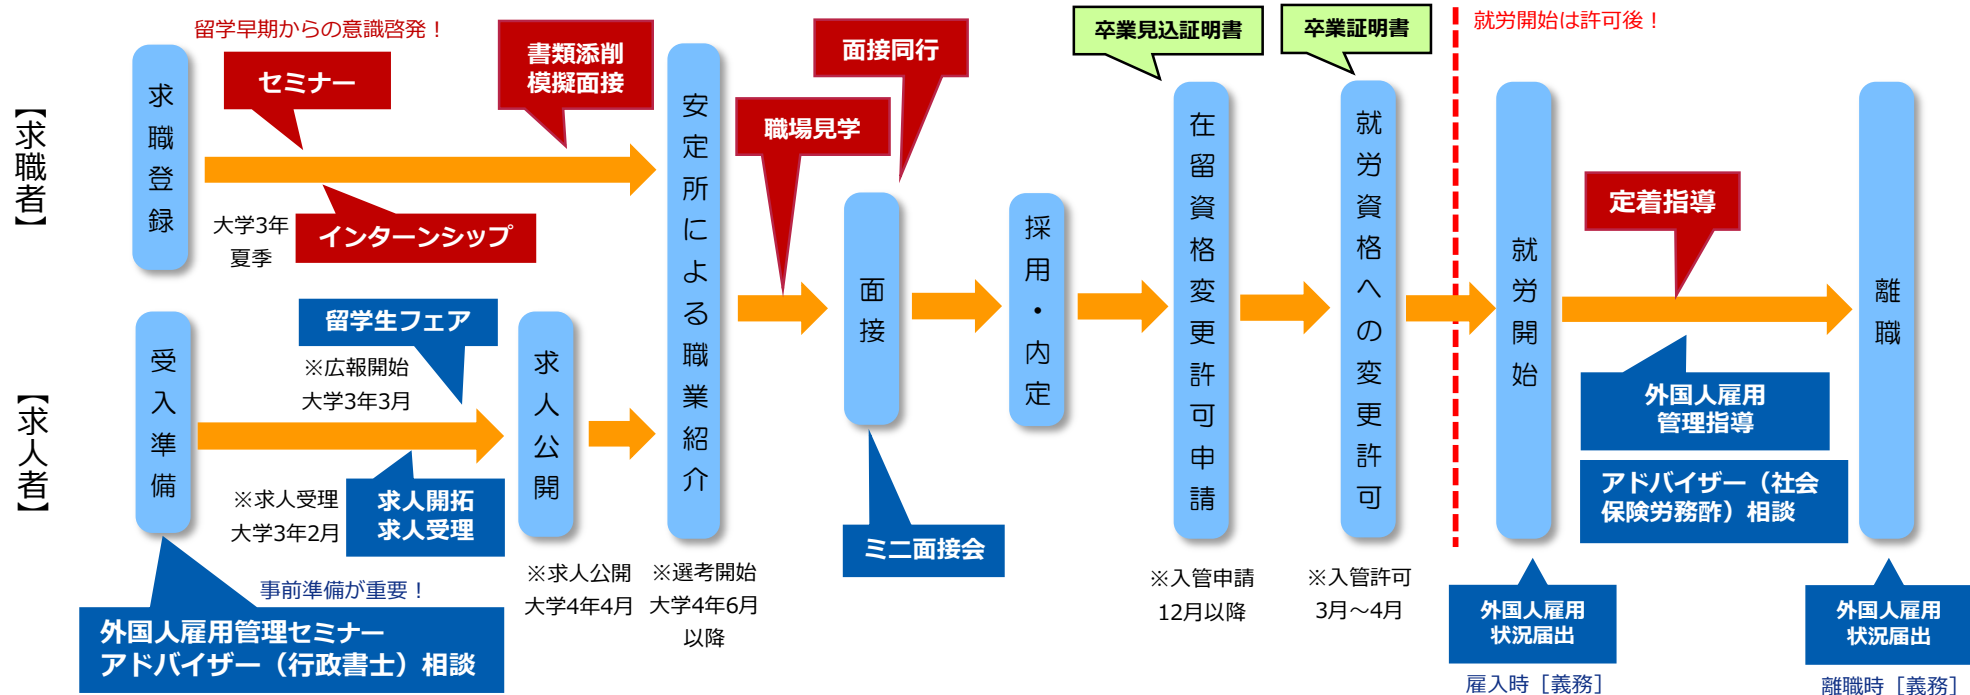 留学早期からの意識啓発！
卒業見込証明書
卒業証明書
就労開始は許可後！
【求職者】
求職登録
セミナー
書類添削
模擬面接
大学3年
夏季
インターンシップ
安定所による職業紹介
職場見学
面接同行
面接
採用・内定
在留資格変更許可申請
就労資格への変更許可
就労開始
定着指導
離職
【求人者】
受入準備
留学生フェア
※広報開始
大学3年3月
※求人受理
大学3年2月
求人開拓
求人受理
求人公開
ミニ面接会
外国人雇用
管理指導
アドバイザー（社会
保険労務酢）相談
事前準備が重要！
外国人雇用管理セミナー
アドバイザー（行政書士）相談
※求人公開
大学4年4月
※選考開始
大学4年6月
以降
※入管申請
12月以降
※入管許可
3月～4月
外国人雇用
状況届出
雇入時［義務］
外国人雇用
状況届出
離職時［義務］